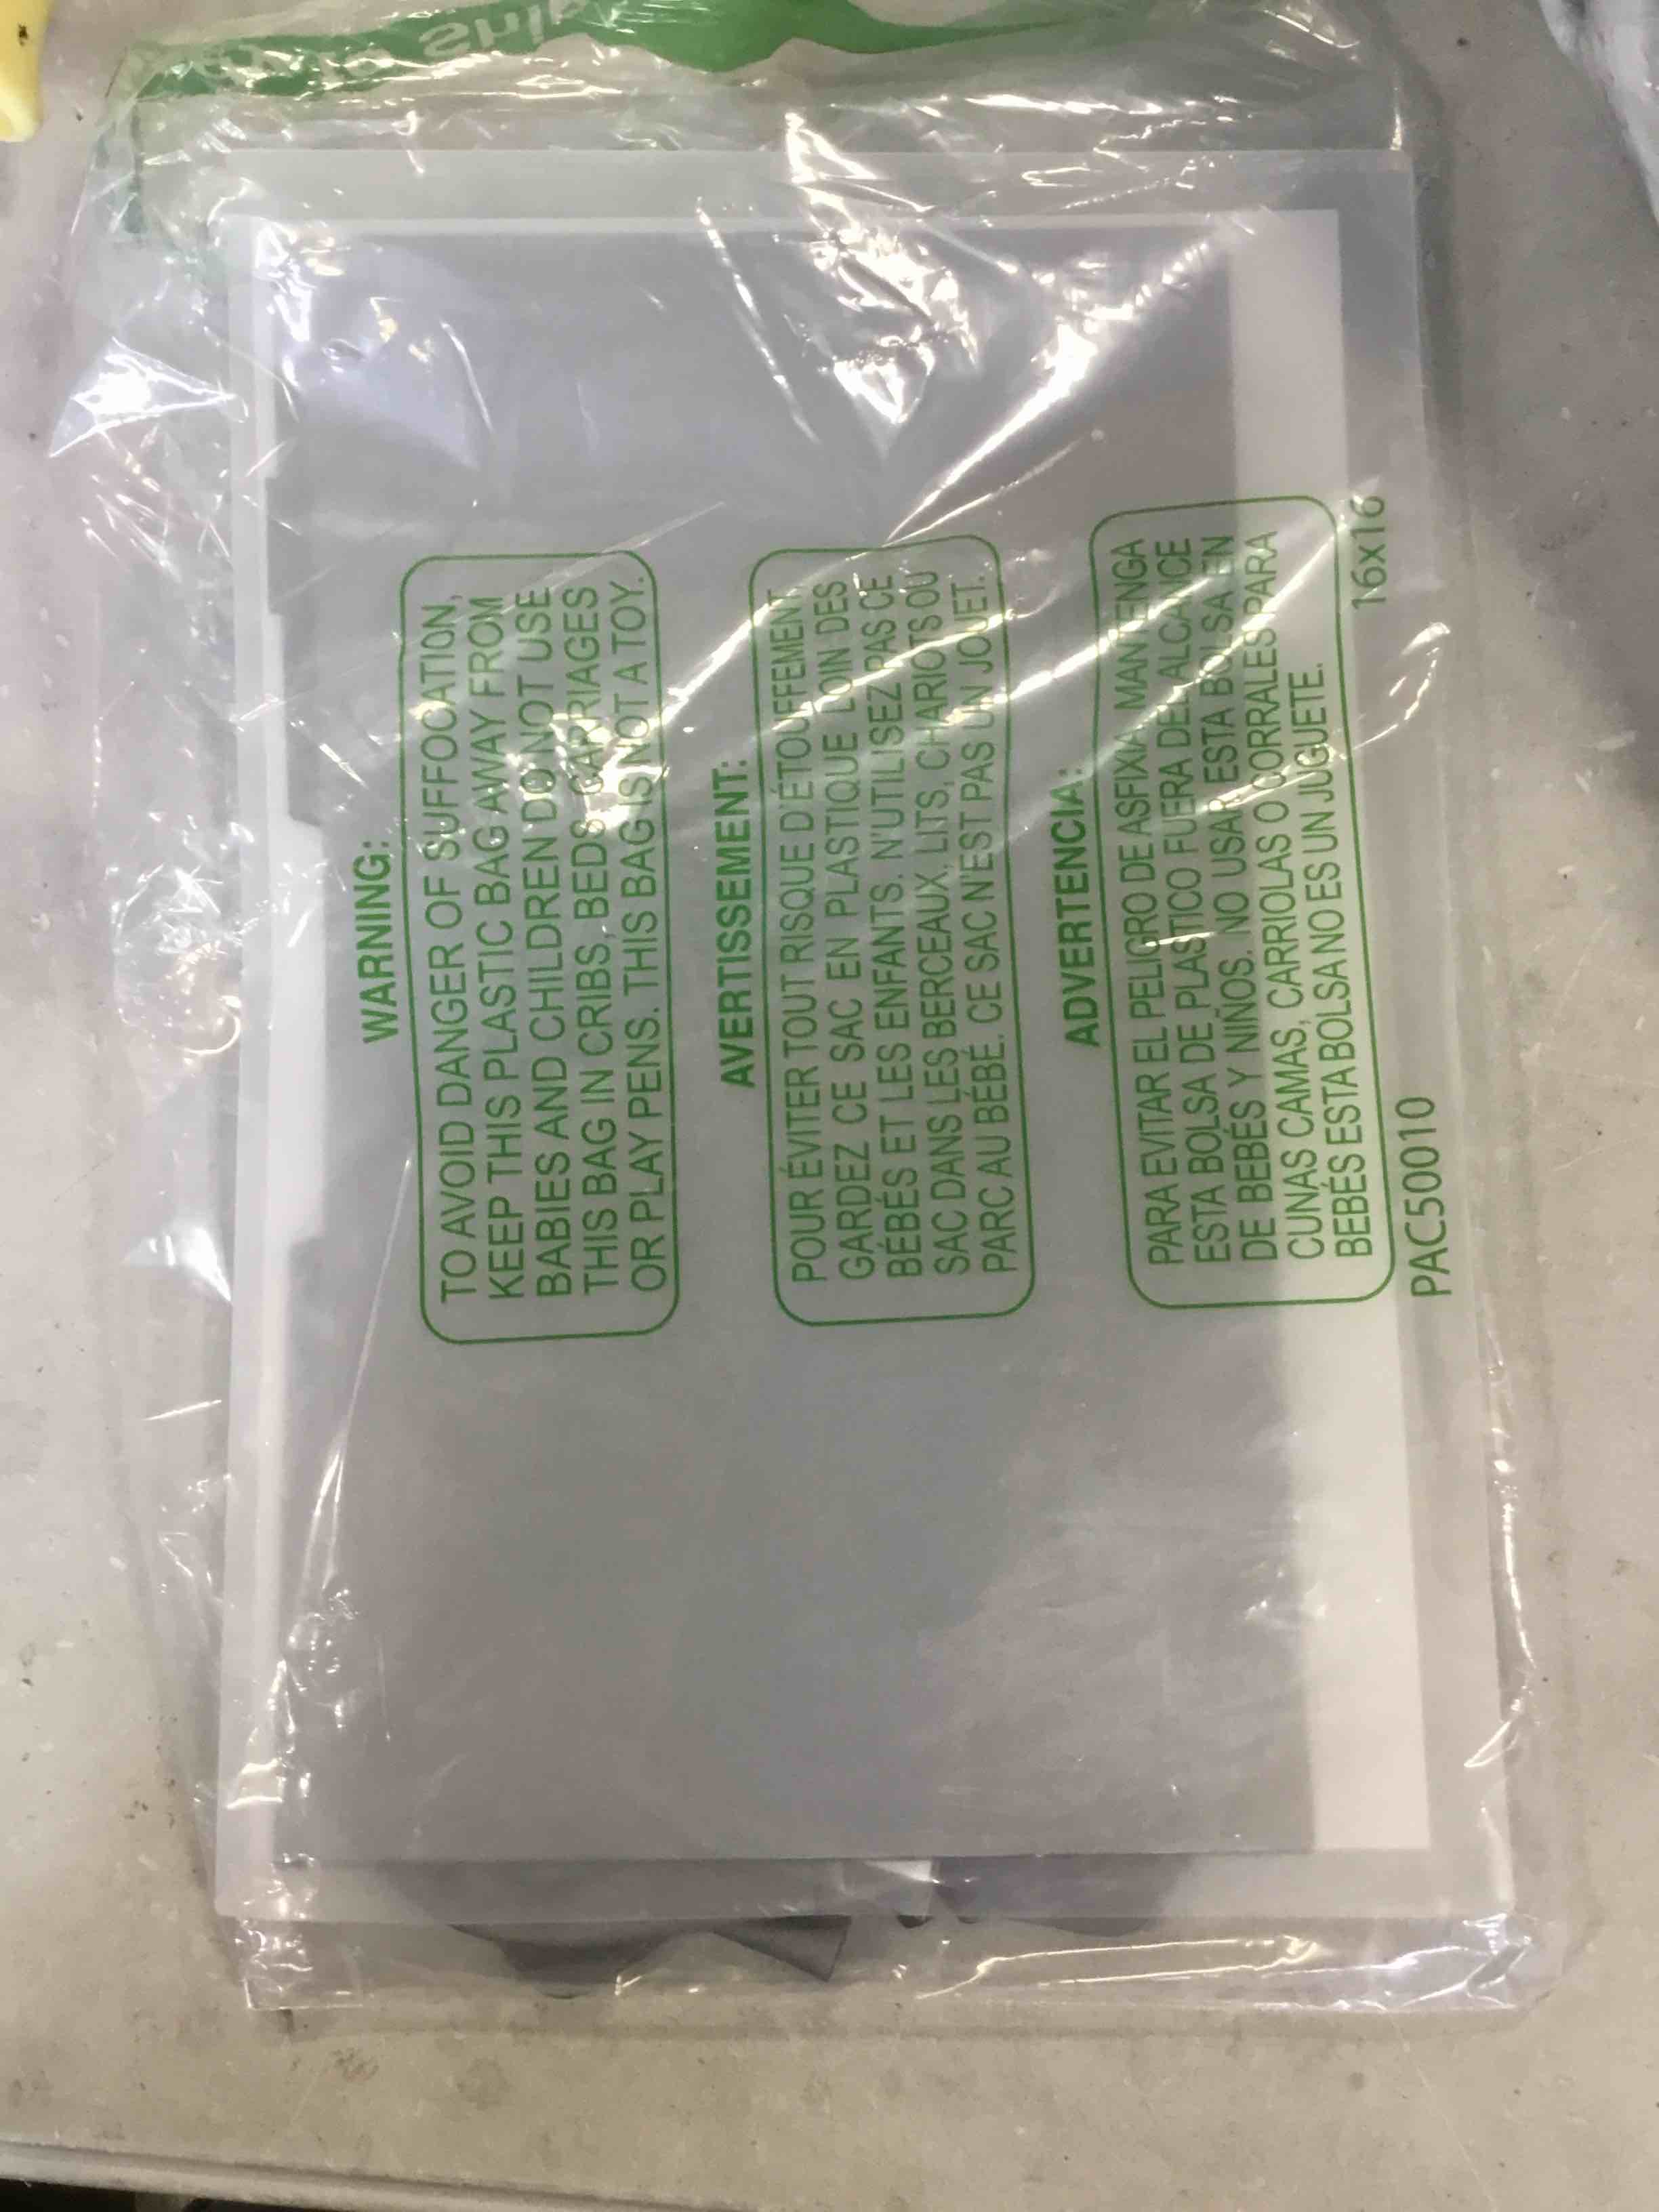 WARNING:
TO AVOID DANGER OF SUFFOCATION,
KEEP THIS PLASTIC BAG AWAY FROM
BABIES AND CHILDREN DO NOT USE
THIS BAG IN CRIBS, BEDS, CARRIAGES
OR PLAY PENS. THIS BAG IS NOT A TOY.
AVERTISSEMENT:
POUR ÉVITER TOUT RISQUE D'ÉTOUFFEMENT
GARDEZ CE SAC EN PLASTIQUE LOIN DES
BÉBÉS ET LES ENFANTS. N'UTILISEZ PAS CE
SAC DANS LES BERCEAUX, LITS, CHARIOTS OU
PARC AU BÉBÉ. CE SAC N'EST PAS UN JOUET.
ADVERTENCIA:
PARA EVITAR EL PELIGRO DE ASFIXIA MANTENGA
ESTA BOLSA DE PLASTICO FUERA DEL ALCANCE
DE BEBÉS Y NIÑOS. NO USAR ESTA BOLSA EN
CUNAS CAMAS, CARRIOLAS O CORRALES PARA
BEBÉS ESTA BOLSA NO ES UN JUGUETE.
PAC50010
16x16